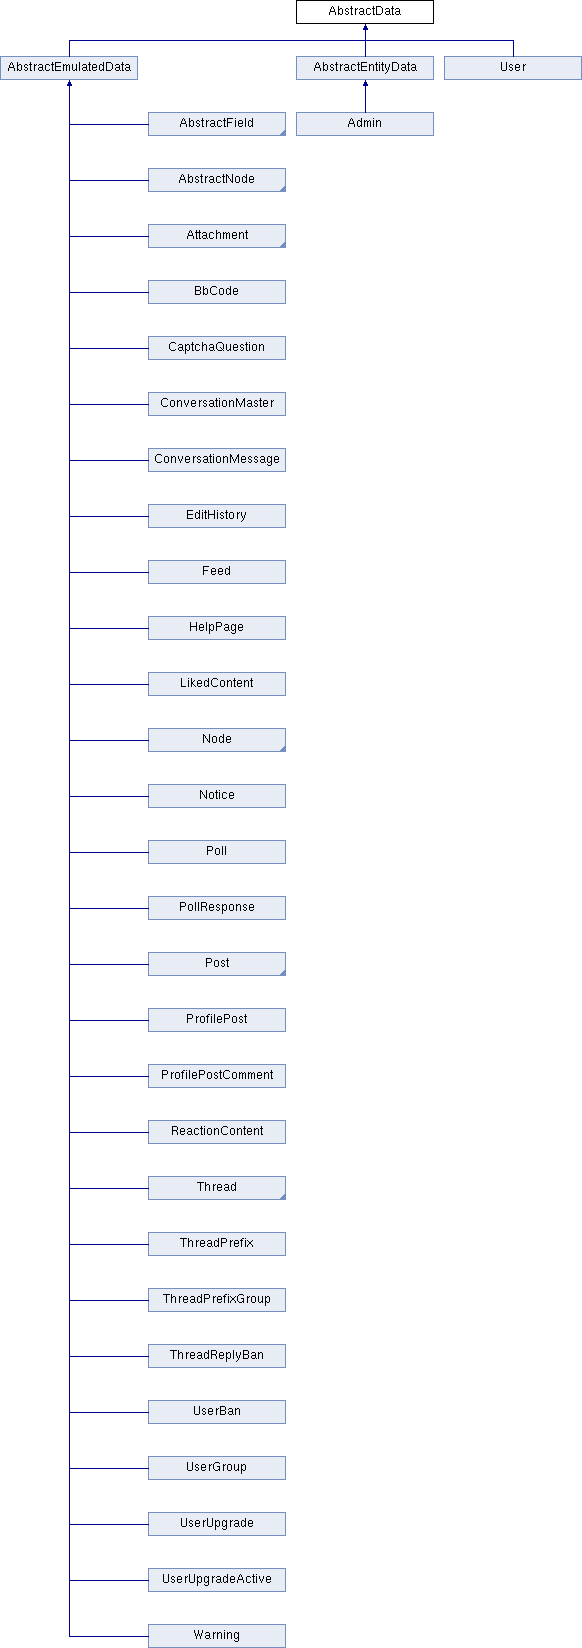 AbstractData
AbstractEmulatedData
AbstractEntityData
User
AbstractField
Admin
AbstractNode
Attachment
BbCode
CaptchaQuestion
ConversationMaster
ConversationMessage
EditHistory
Feed
HelpPage
LikedContent
Node
Notice
Poll
PollResponse
Post
ProfilePost
ProfilePostComment
ReactionContent
Thread
ThreadPrefix
ThreadPrefixGroup
ThreadReplyBan
UserBan
UserGroup
UserUpgrade
UserUpgradeActive
Warning